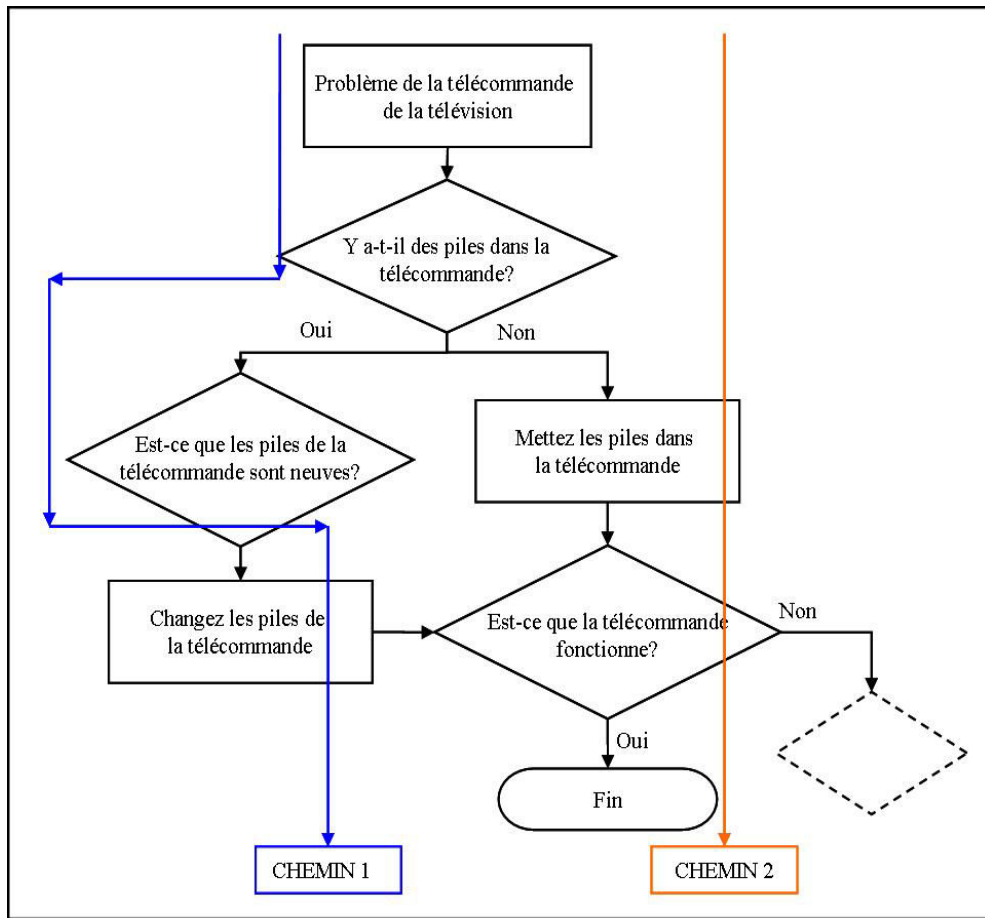 Problème de la télécommande
de la télévision
Y a-t-il des piles dans la
télécommande?
Oui
Non
Est-ce que les piles de la
télécommande sont neuves?
Mettez les piles dans
la télécommande
Changez les piles de
la télécommande
Est-ce que la télécommande
fonctionne?
Non
Oui
Fin
CHEMIN 1
CHEMIN 2